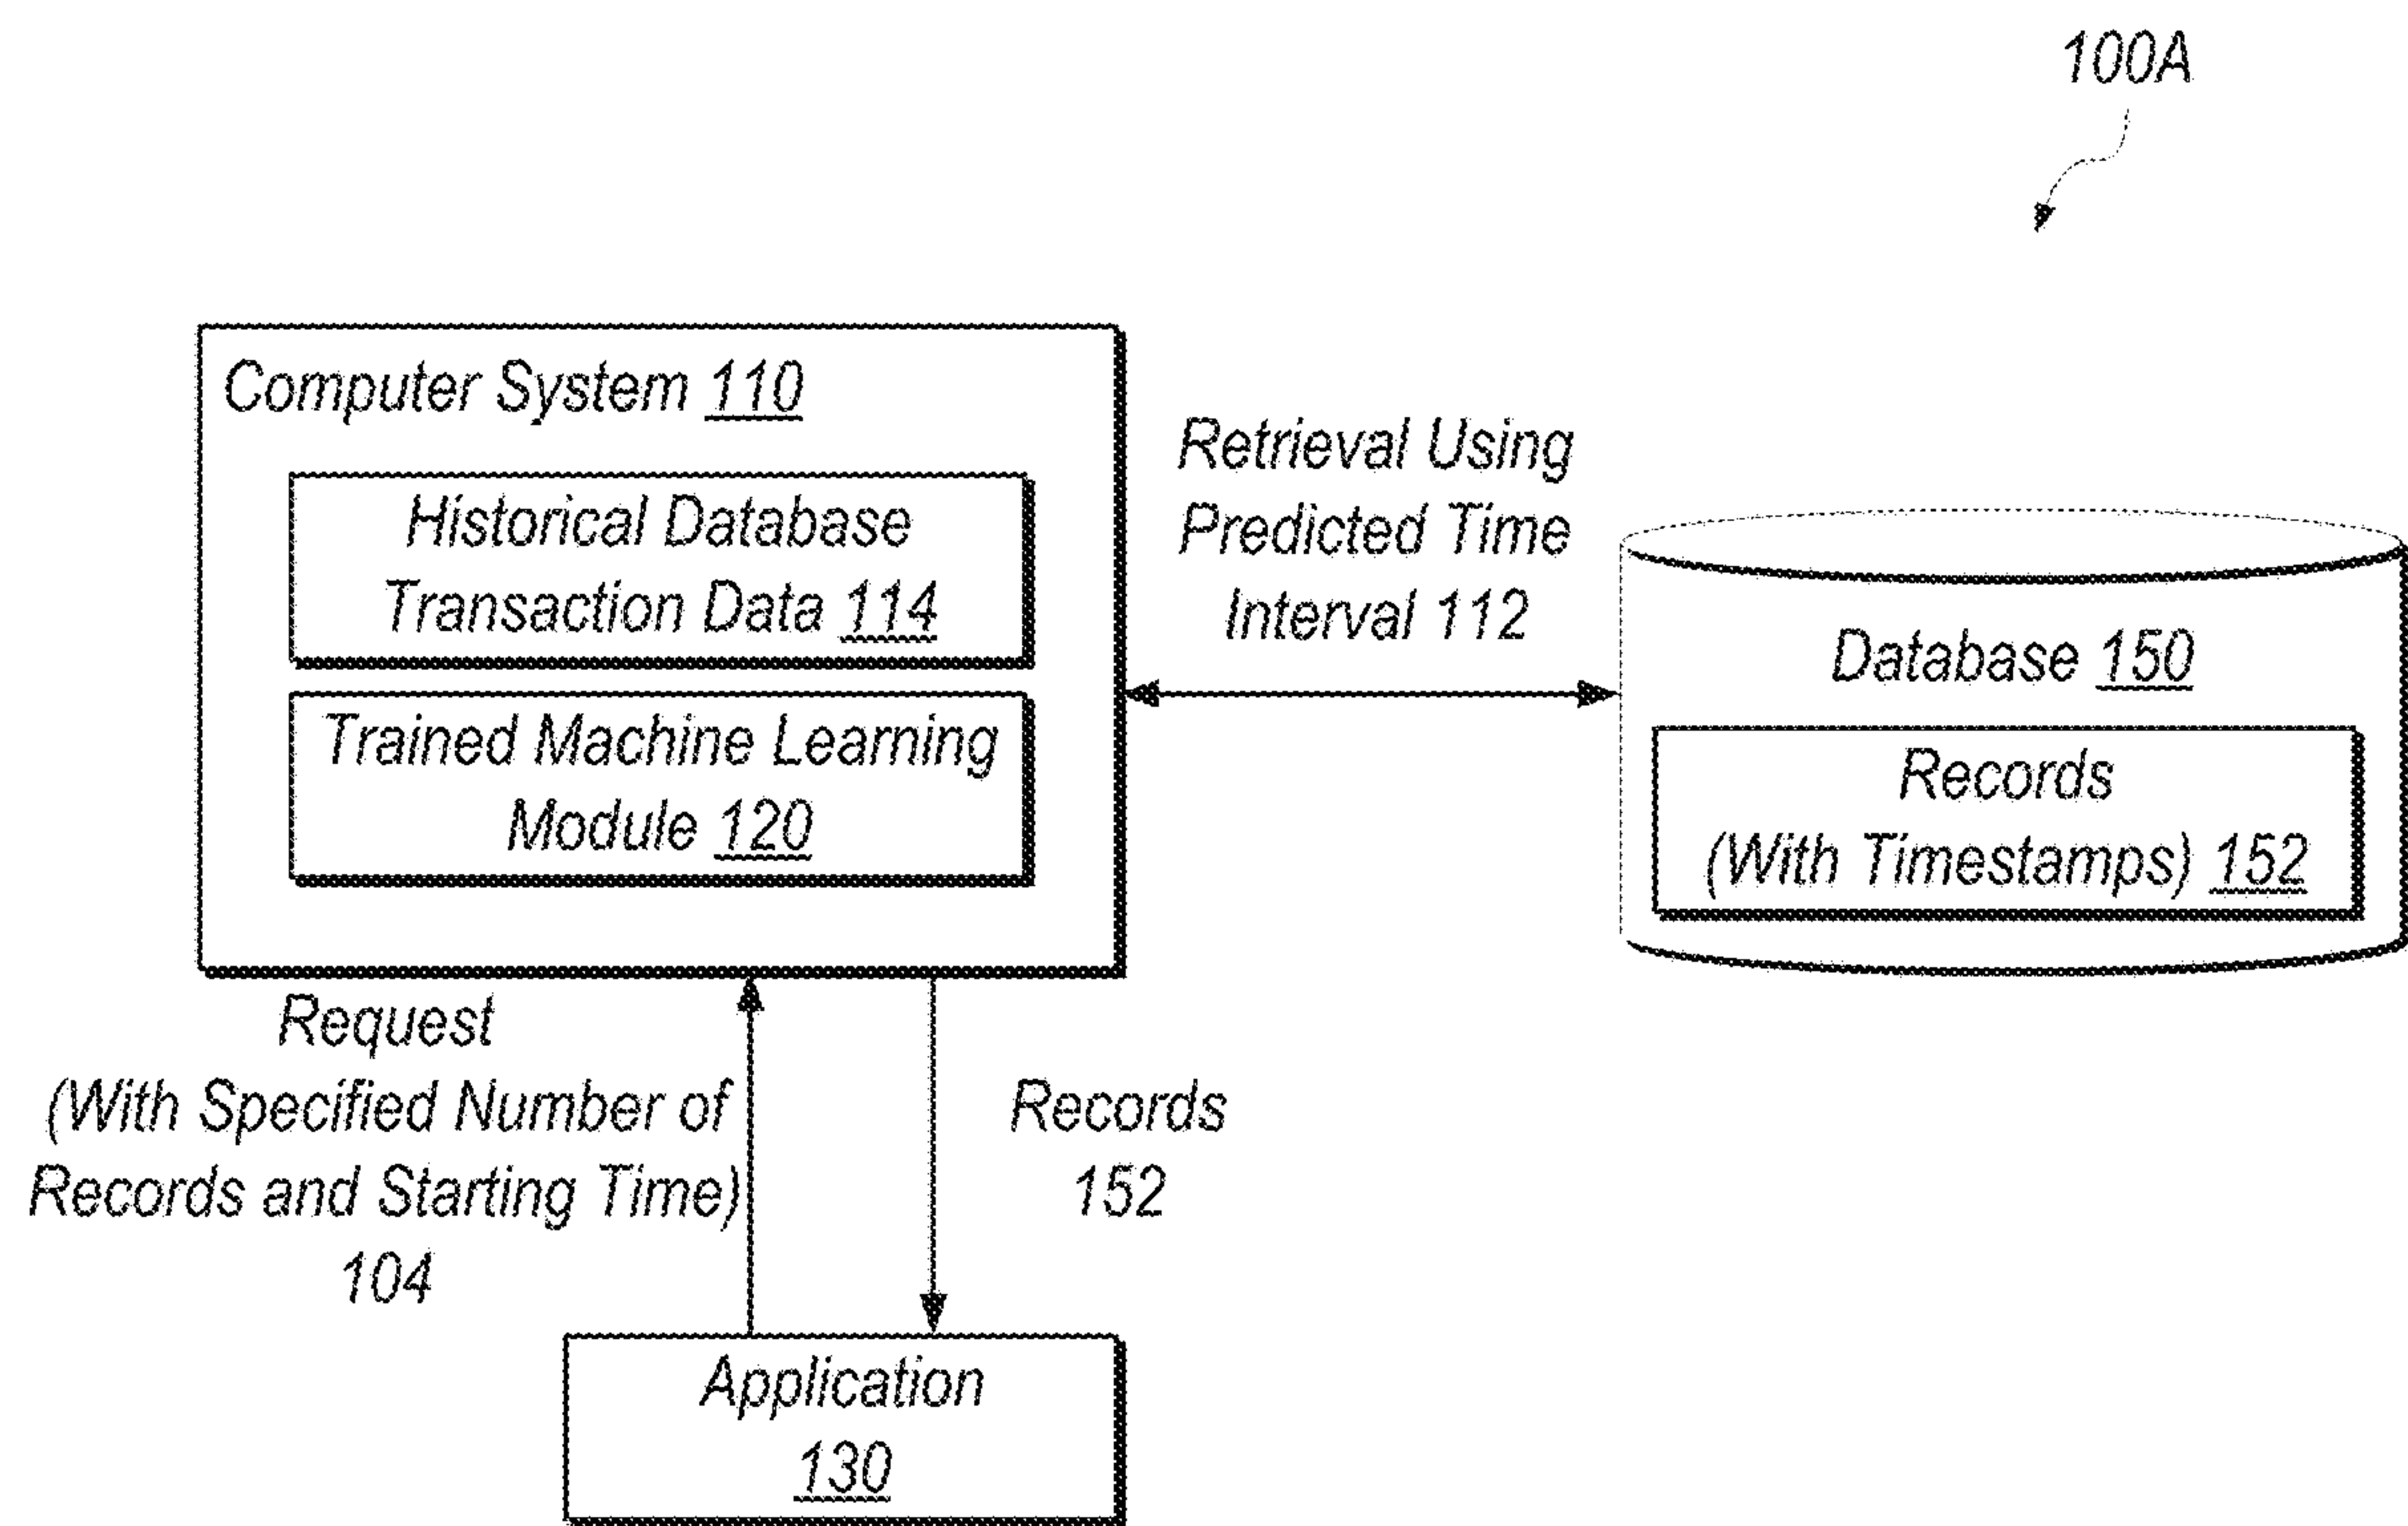 100A
Computer System 110
Historical Database
Transaction Data 114
Trained Machine Learning
Module 120
Retrieval Using
Predicted Time
Interval 112
Database 150
Records
(With Timestamps) 152
Request
(With Specified Number of
Records and Starting Time)
104
Records
152
Application
130